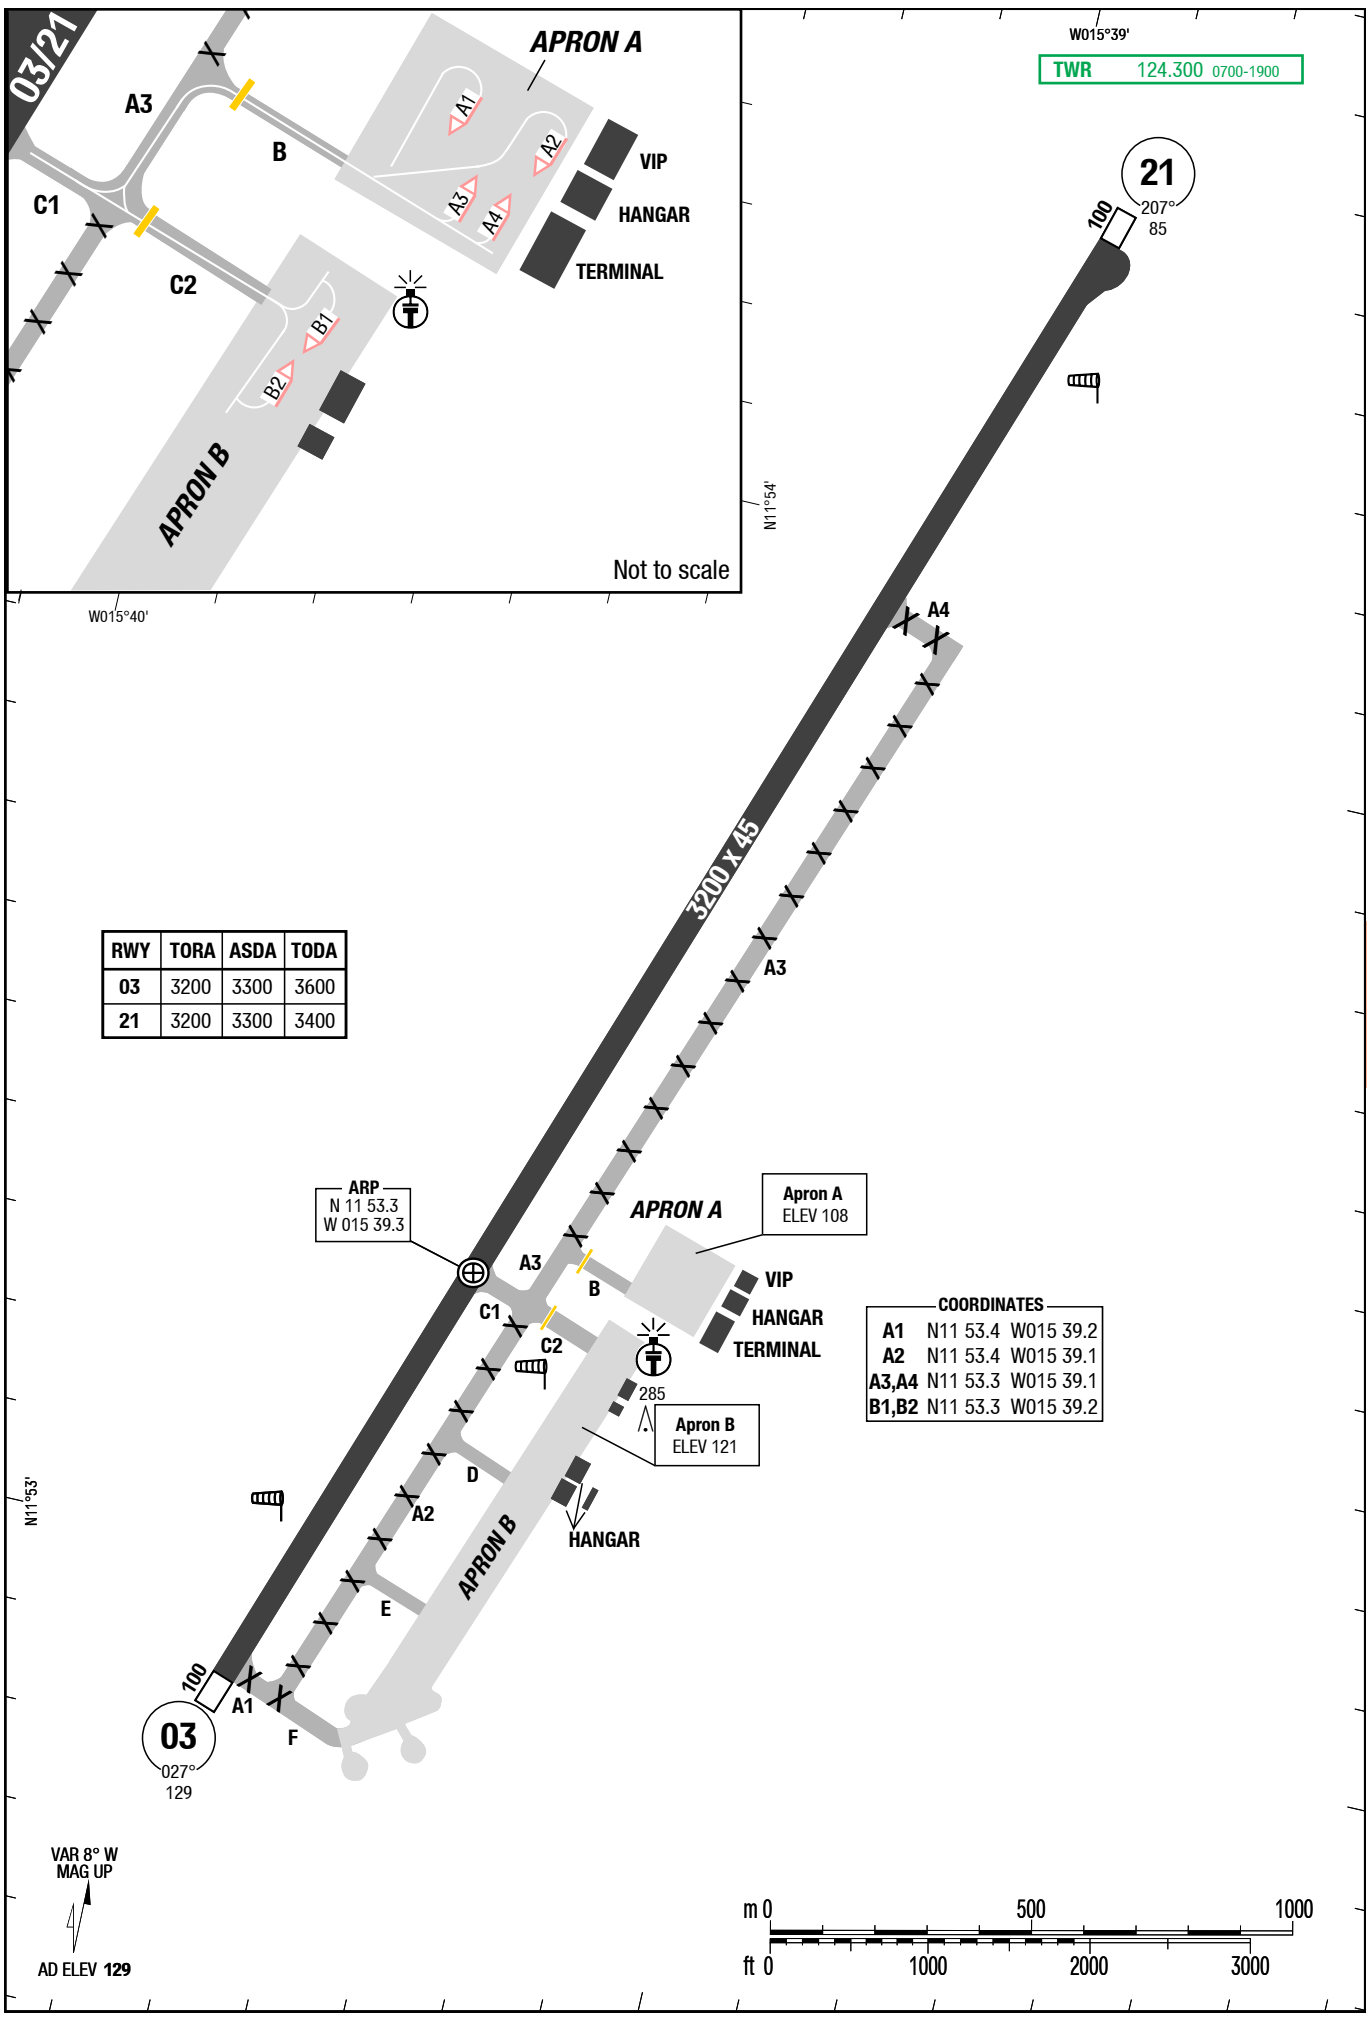 03/21
A3
B
C1
C2
APRON A
A1
A2
A3
A4
VIP
HANGAR
TERMINAL
B1
B2
APRON B
Not to scale
W015°39'
TWR 124.300 0700-1900
21
207°
85
100
N11°54'
W015°40'
A4
3200 x 45
A3
RWY TORA ASDA TODA
03 3200 3300 3600
21 3200 3300 3400
ARP
N 11 53.3
W 015 39.3
APRON A
Apron A
ELEV 108
A3
B
VIP
HANGAR
TERMINAL
C1
C2
COORDINATES
A1 N11 53.4 W015 39.2
A2 N11 53.4 W015 39.1
A3,A4 N11 53.3 W015 39.1
B1,B2 N11 53.3 W015 39.2
285
Apron B
ELEV 121
D
A2
HANGAR
APRON B
E
N11°53'
100
A1
F
03
027°
129
VAR 8° W
MAG UP
AD ELEV 129
m 0 500 1000
ft 0 1000 2000 3000